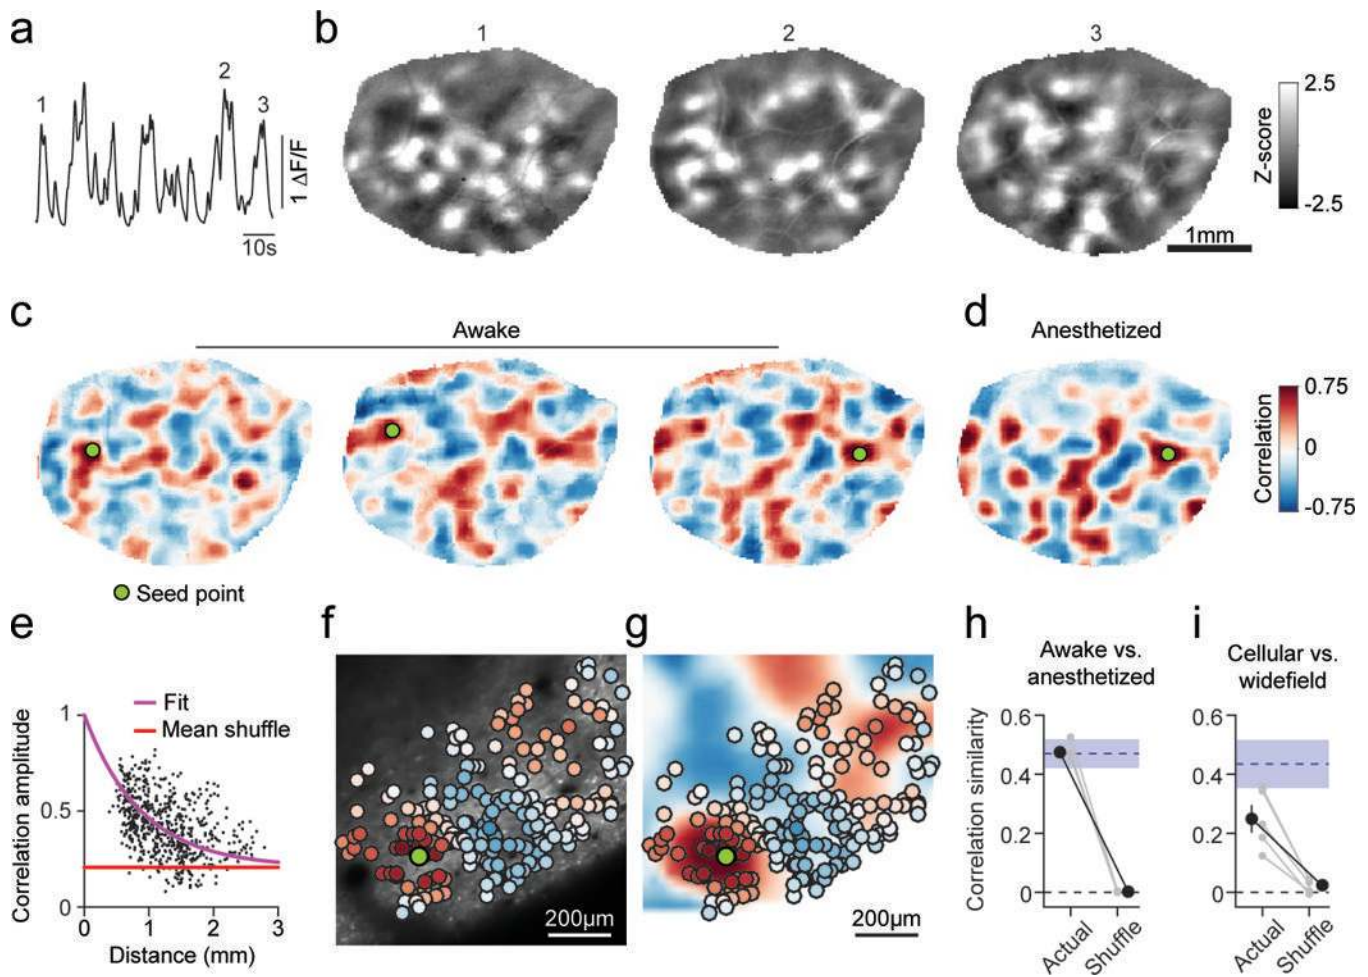 a
1
2
3
1 ΔF/F
10s
b
1
2
3
2.5
Z-score
-2.5
1mm
c
Awake
d
Anesthetized
0.75
Correlation
0
-0.75
Seed point
e
Fit
Mean shuffle
1
0.5
0
Correlation amplitude
0 1 2 3
Distance (mm)
f
200µm
g
200µm
h
Awake vs.
anesthetized
0.6
0.4
0.2
0
Correlation similarity
Actual
Shuffle
i
Cellular vs.
widefield
0.6
0.4
0.2
0
Actual
Shuffle